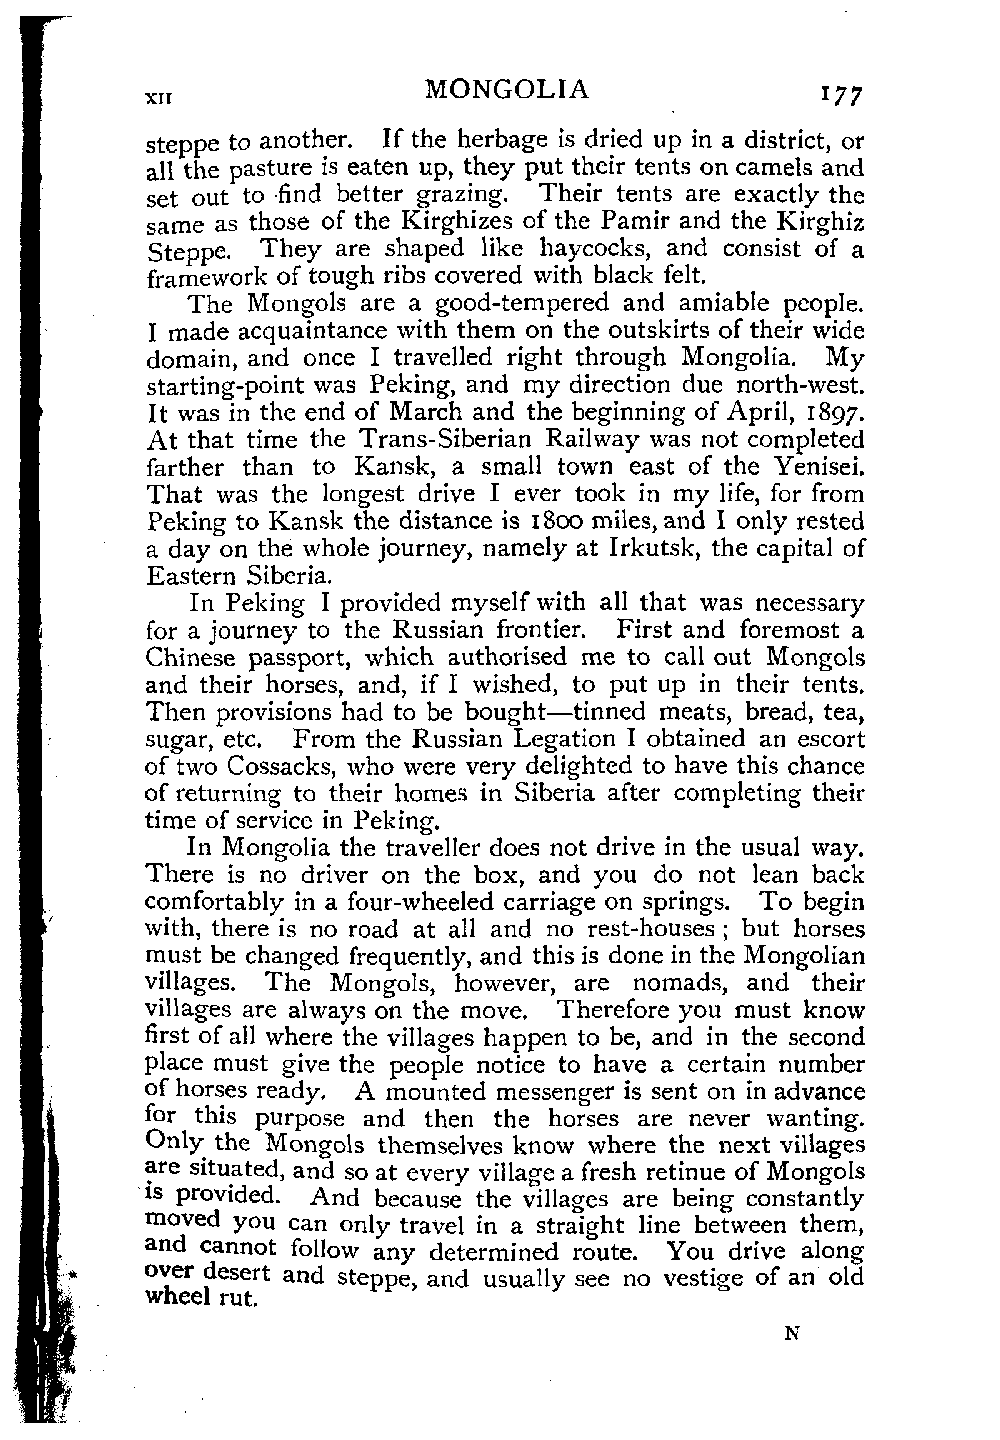 XII MONGOLIA 177
steppe to another. If the herbage is dried up in a district, or
all the pasture is eaten up, they put their tents on camels and
set out to find better grazing. Their tents are exactly the
same as those of the Kirghizes of the Pamir and the Kirghiz
Steppe. They are shaped like haycocks, and consist of a
framework of tough ribs covered with black felt.
The Mongols are a good-tempered and amiable people.
I made acquaintance with them on the outskirts of their wide
domain, and once I travelled right through Mongolia. My
starting-point was Peking, and my direction due north-west.
It was in the end of March and the beginning of April, 1897.
At that time the Trans-Siberian Railway was not completed
farther than to Kansk, a small town east of the Yenisei.
That was the longest drive I ever took in my life, for from
Peking to Kansk the distance is 1800 miles, and I only rested
a day on the whole journey, namely at Irkutsk, the capital of
Eastern Siberia.
In Peking I provided myself with all that was necessary
for a journey to the Russian frontier. First and foremost a
Chinese passport, which authorised me to call out Mongols
and their horses, and, if I wished, to put up in their tents.
Then provisions had to be bought—tinned meats, bread, tea,
sugar, etc. From the Russian Legation I obtained an escort
of two Cossacks, who were very delighted to have this chance
of returning to their homes in Siberia after completing their
time of service in Peking.
In Mongolia the traveller does not drive in the usual way.
There is no driver on the box, and you do not lean back
comfortably in a four-wheeled carriage on springs. To begin
with, there is no road at all and no rest-houses; but horses
must be changed frequently, and this is done in the Mongolian
villages. The Mongols, however, are nomads, and their
villages are always on the move. Therefore you must know
first of all where the villages happen to be, and in the second
place must give the people notice to have a certain number
of horses ready. A mounted messenger is sent on in advance
for this purpose and then the horses are never wanting.
Only the Mongols themselves know where the next villages
are situated, and so at every village a fresh retinue of Mongols
is provided. And because the villages are being constantly
moved you can only travel in a straight line between them,
and cannot follow any determined route. You drive along
over desert and steppe, and usually see no vestige of an old
wheel rut.
N